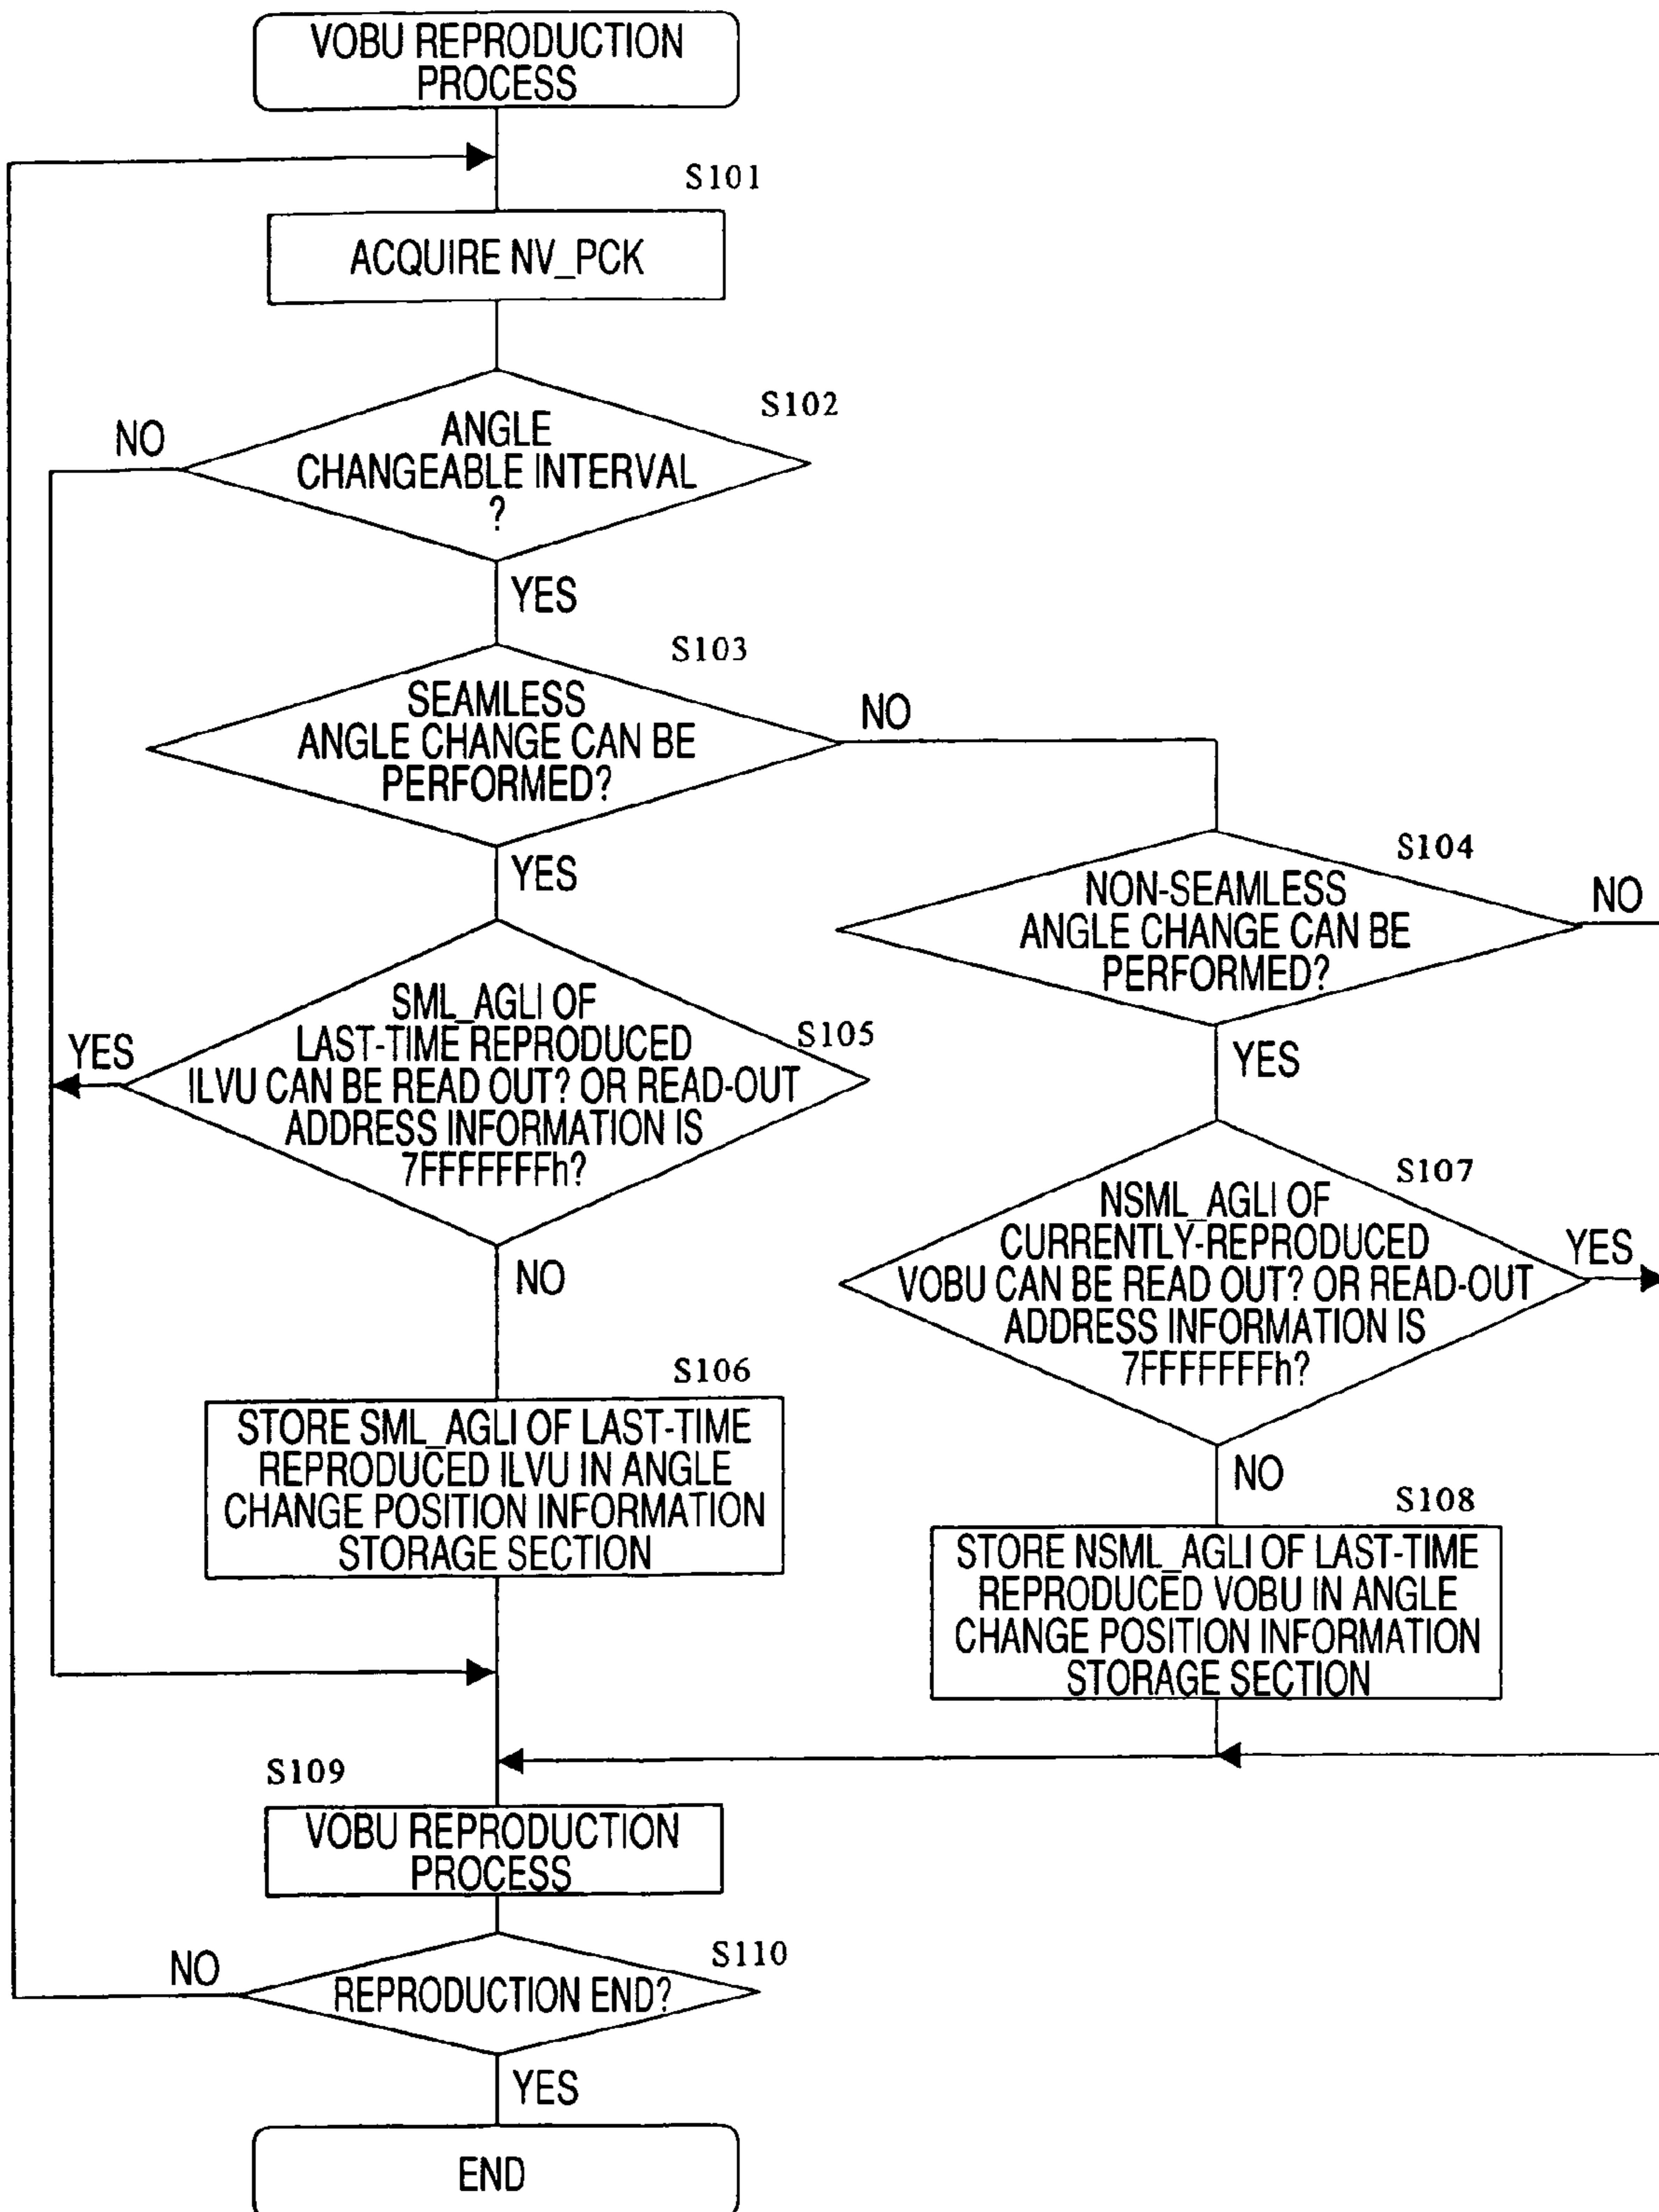 VOBU REPRODUCTION
PROCESS
S101
ACQUIRE NV_PCK
S102
NO
ANGLE
CHANGEABLE INTERVAL
?
YES
S103
SEAMLESS
ANGLE CHANGE CAN BE
PERFORMED?
NO
YES
S104
NON-SEAMLESS
ANGLE CHANGE CAN BE
PERFORMED?
NO
YES
S105
SML_AGLI OF
LAST-TIME REPRODUCED
ILVU CAN BE READ OUT? OR READ-OUT
ADDRESS INFORMATION IS
7FFFFFFFh?
YES
NO
S107
NSML_AGLI OF
CURRENTLY-REPRODUCED
VOBU CAN BE READ OUT? OR READ-OUT
ADDRESS INFORMATION IS
7FFFFFFFh?
YES
NO
S106
STORE SML_AGLI OF LAST-TIME
REPRODUCED ILVU IN ANGLE
CHANGE POSITION INFORMATION
STORAGE SECTION
S108
STORE NSML_AGLI OF LAST-TIME
REPRODUCED VOBU IN ANGLE
CHANGE POSITION INFORMATION
STORAGE SECTION
S109
VOBU REPRODUCTION
PROCESS
S110
NO
REPRODUCTION END?
YES
END